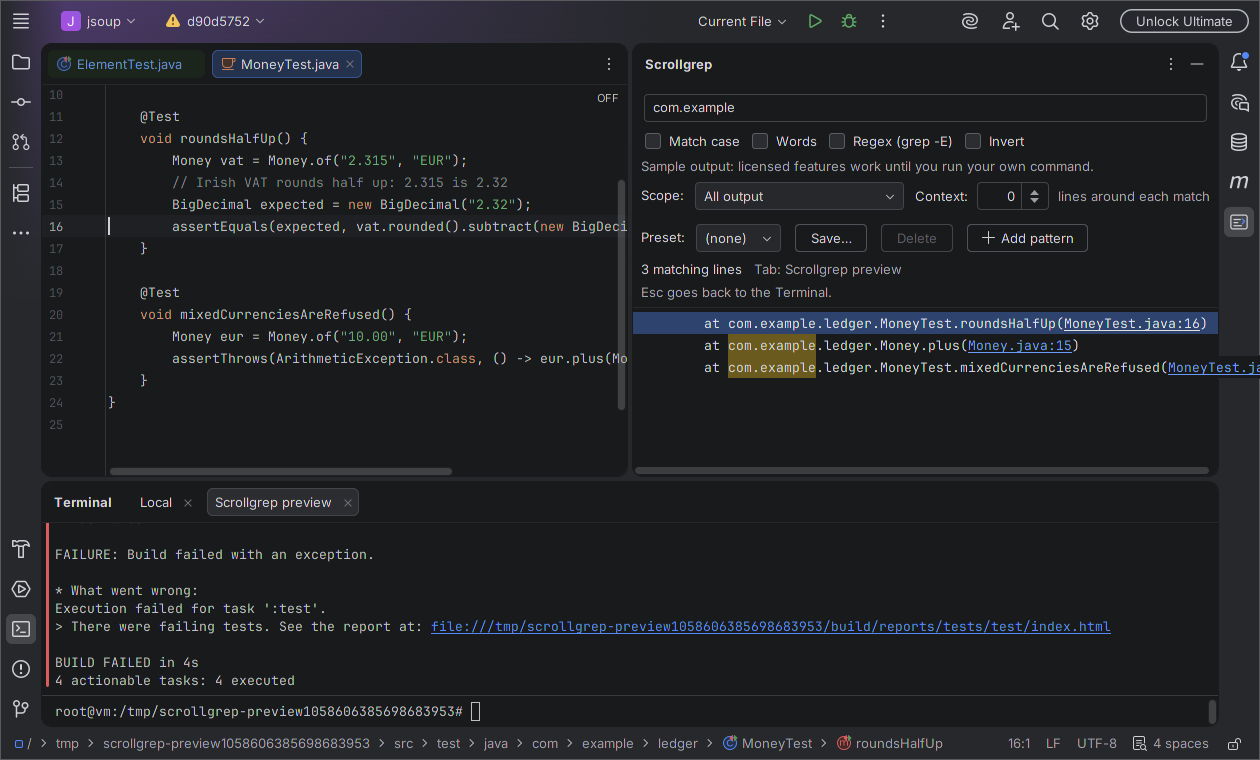 J jsoup d90d5752 Current File Unlock Ultimate
ElementTest.java MoneyTest.java
OFF
10
11 @Test
12 void roundsHalfUp() {
13 Money vat = Money.of("2.315", "EUR");
14 // Irish VAT rounds half up: 2.315 is 2.32
15 BigDecimal expected = new BigDecimal("2.32");
16 assertEquals(expected, vat.rounded().subtract(new BigDeci
17 }
18
19 @Test
20 void mixedCurrenciesAreRefused() {
21 Money eur = Money.of("10.00", "EUR");
22 assertThrows(ArithmeticException.class, () -> eur.plus(Mo
23 }
24 }
25
Scrollgrep
com.example
Match case Words Regex (grep -E) Invert
Sample output: licensed features work until you run your own command.
Scope: All output Context: 0 lines around each match
Preset: (none) Save... Delete Add pattern
3 matching lines Tab: Scrollgrep preview
Esc goes back to the Terminal.
at com.example.ledger.MoneyTest.roundsHalfUp(MoneyTest.java:16)
at com.example.ledger.Money.plus(Money.java:15)
at com.example.ledger.MoneyTest.mixedCurrenciesAreRefused(MoneyTest.ja
m
Terminal Local Scrollgrep preview
FAILURE: Build failed with an exception.
* What went wrong:
Execution failed for task ':test'.
> There were failing tests. See the report at: file:///tmp/scrollgrep-preview1058606385698683953/build/reports/tests/test/index.html
BUILD FAILED in 4s
4 actionable tasks: 4 executed
root@vm:/tmp/scrollgrep-preview1058606385698683953#
/ > tmp > scrollgrep-preview1058606385698683953 > src > test > java > com > example > ledger > MoneyTest > roundsHalfUp 16:1 LF UTF-8 4 spaces